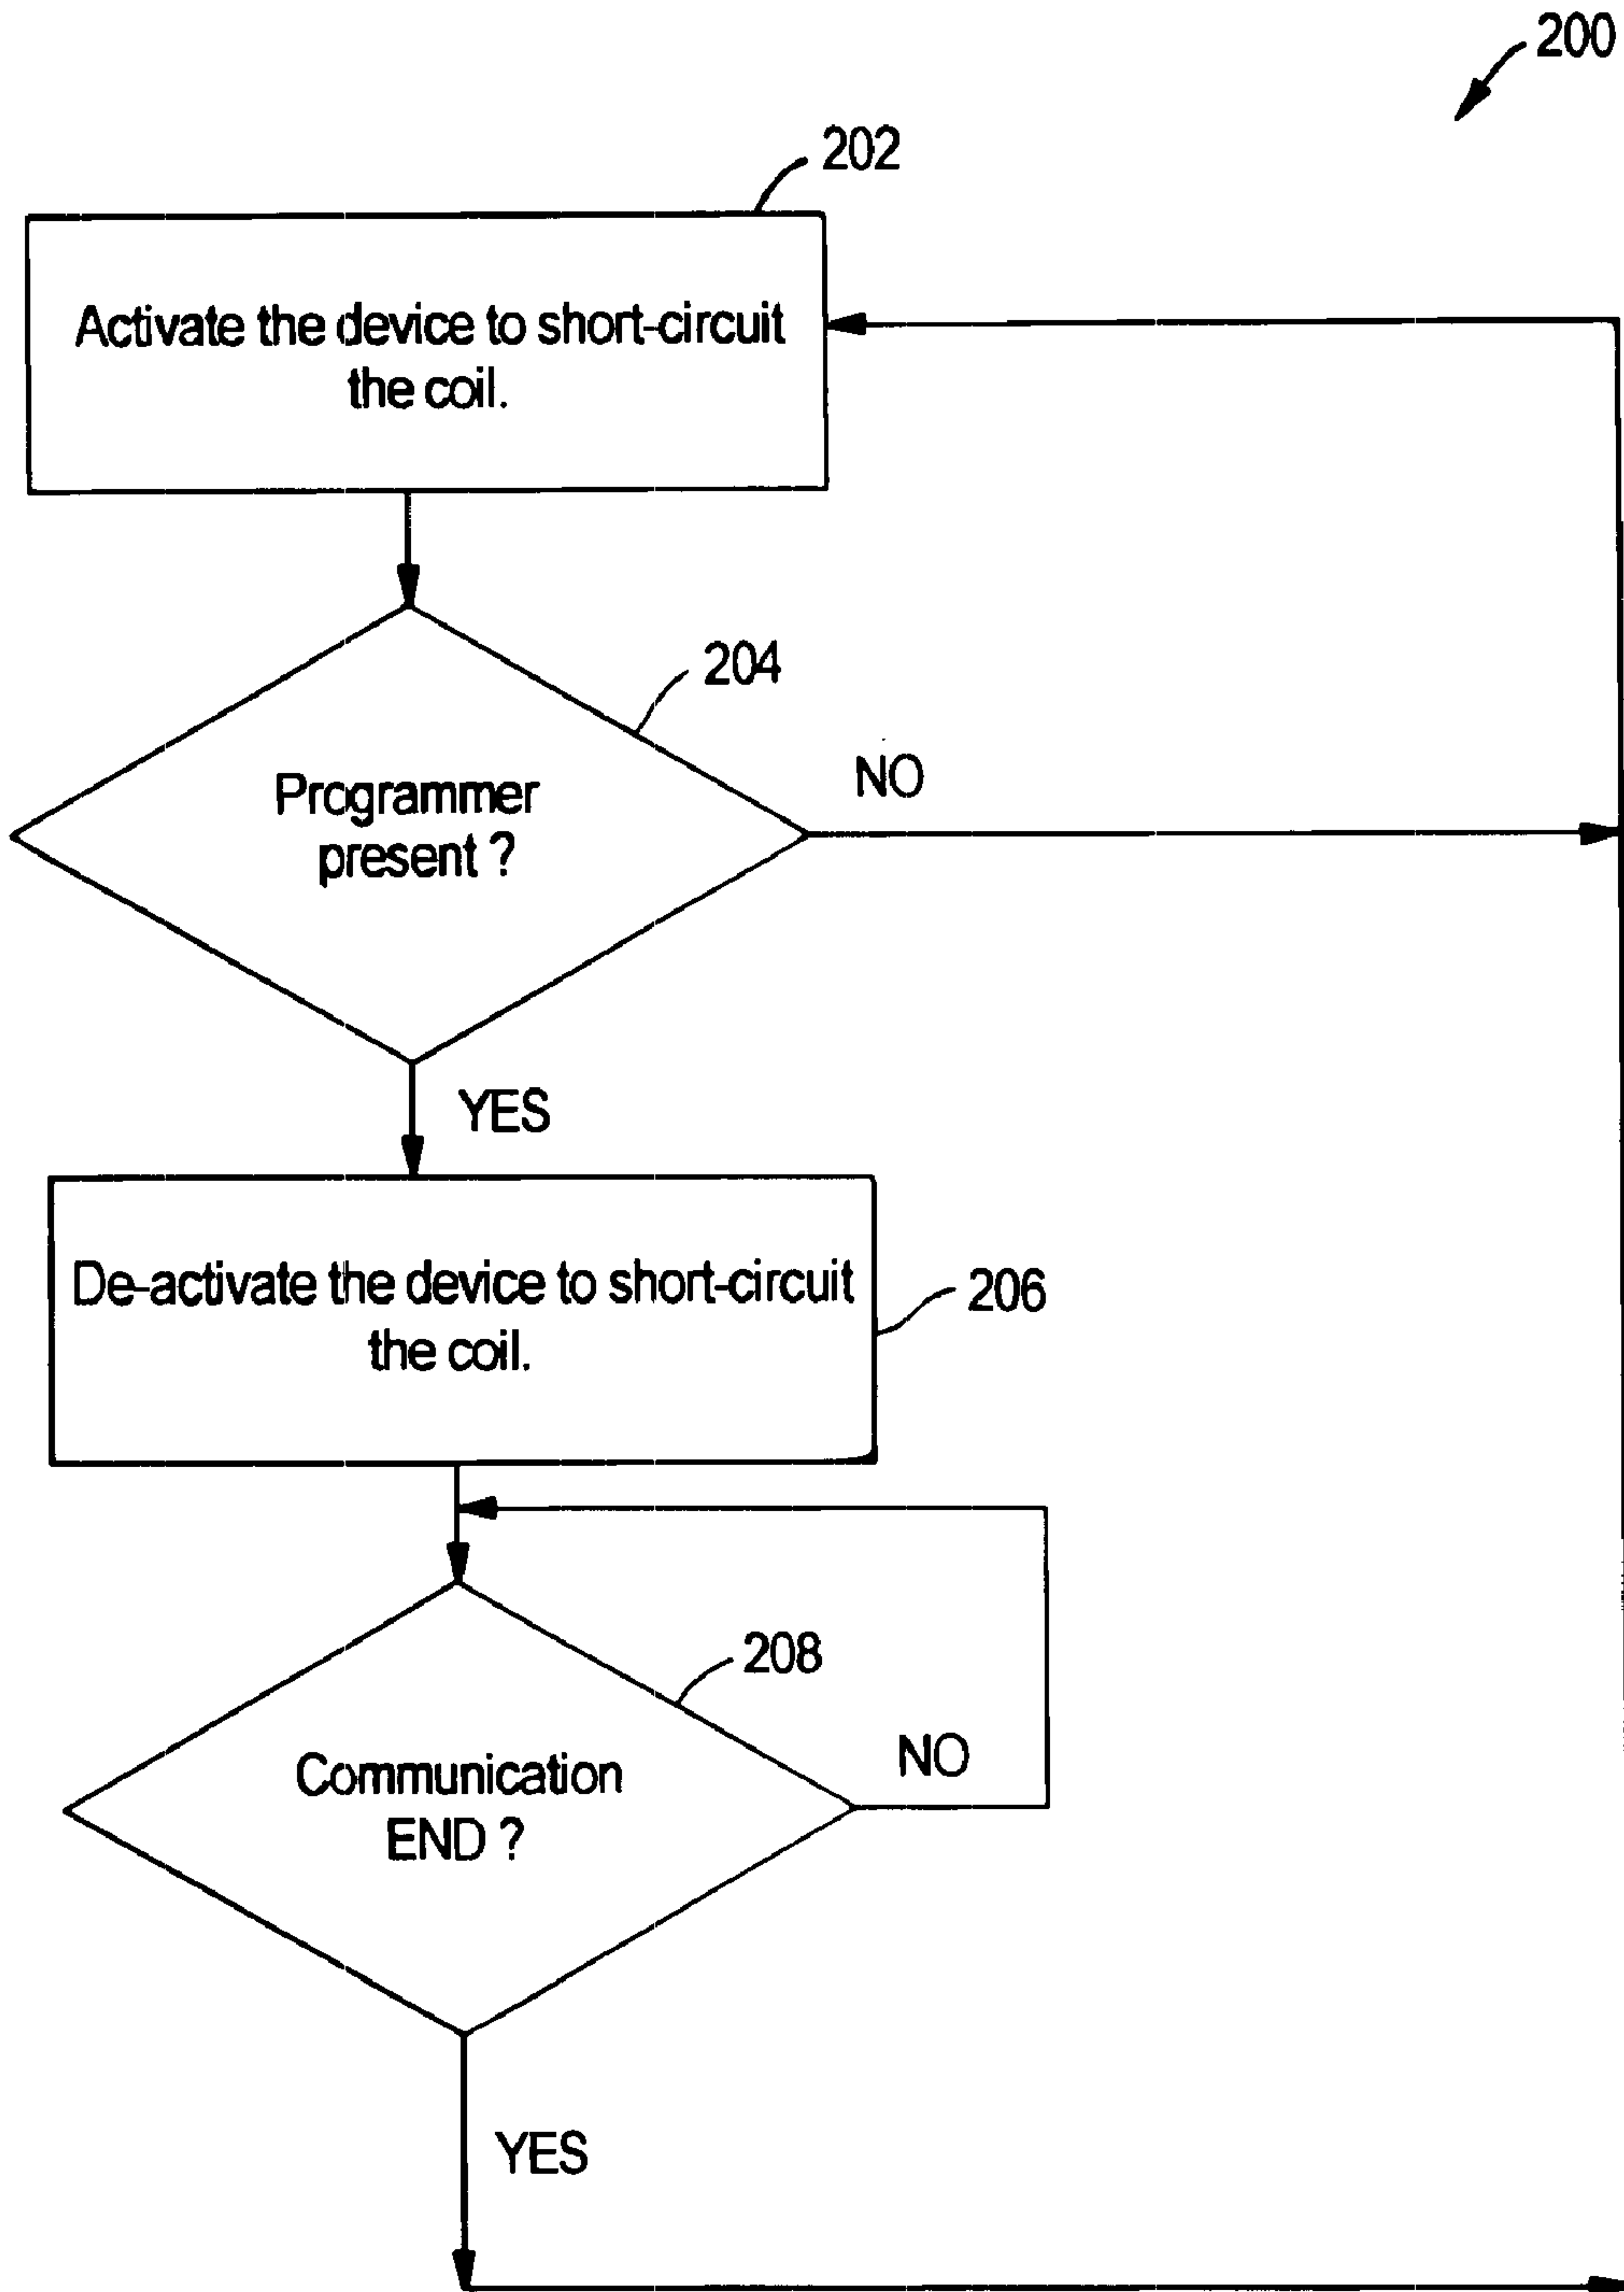 200
202
Activate the device to short-circuit
the coil.
204
Programmer
present ?
NO
YES
De-activate the device to short-circuit
the coil.
206
208
Communication
END ?
NO
YES